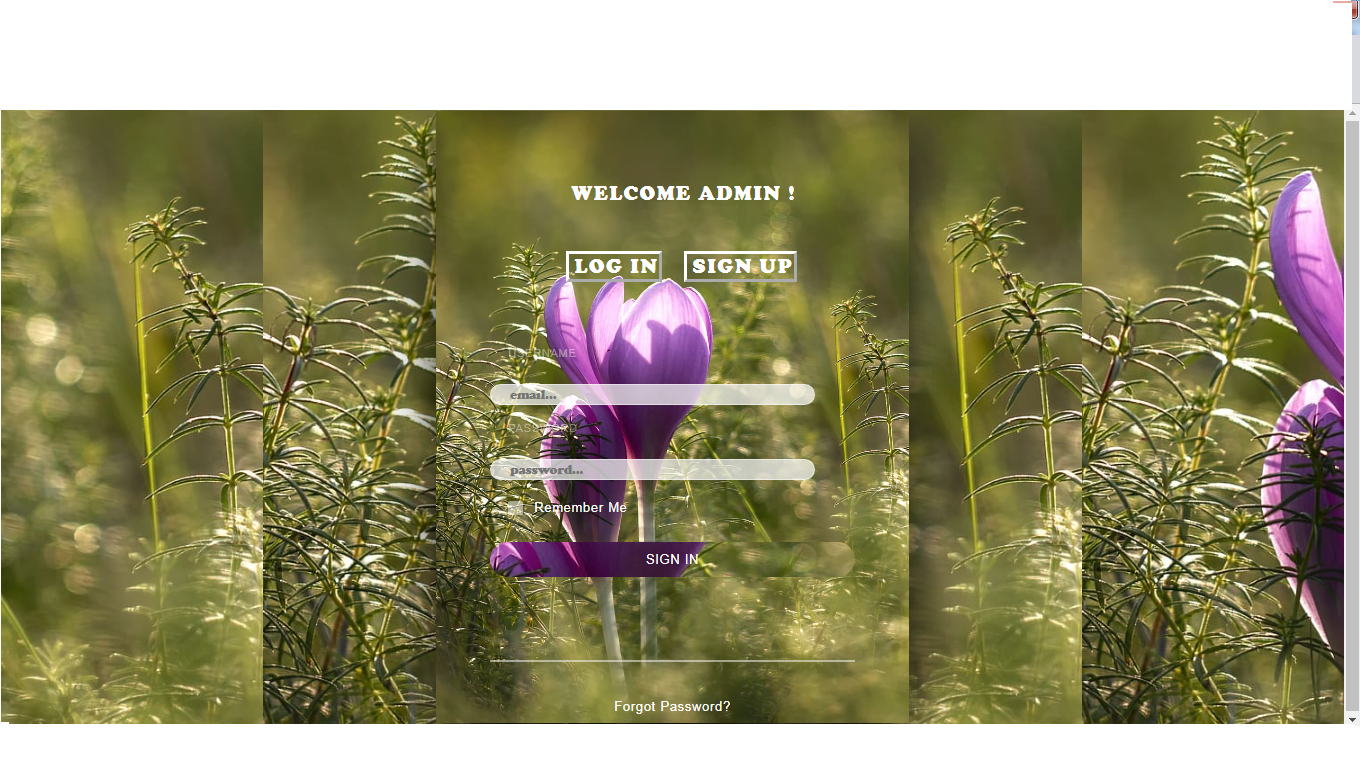 WELCOME ADMIN !
LOG IN SIGN UP
USERNAME
email...
PASSWORD
password...
Remember Me
SIGN IN
Forgot Password?